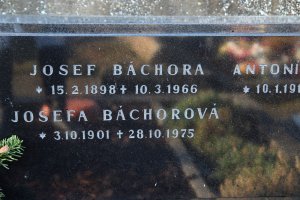 JOSEF BÁCHORA
* 15.2.1898 † 10.3.1966
JOSEFA BÁCHOROVÁ
* 3.10.1901 † 28.10.1975